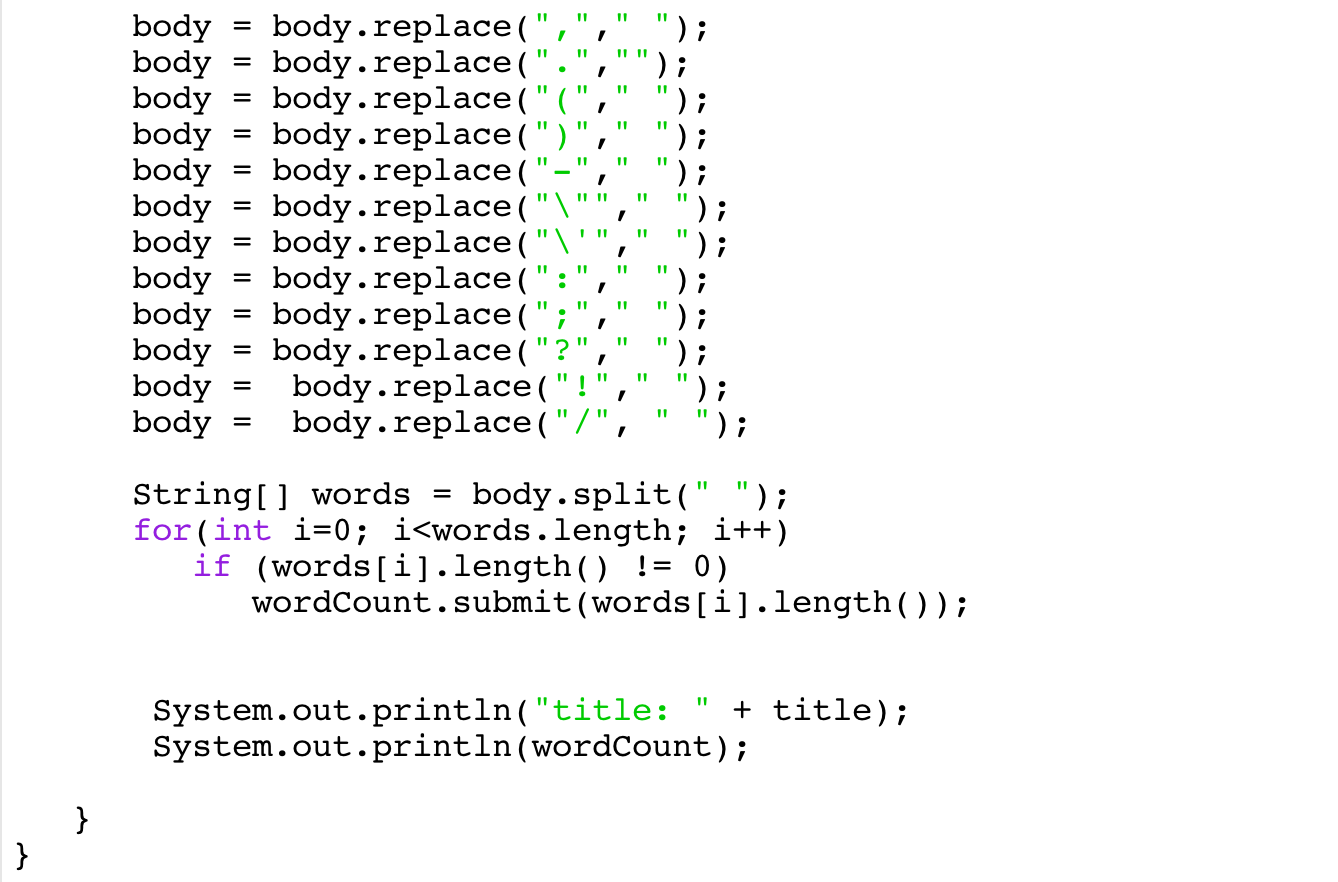 body = body.replace(","," ");
body = body.replace(".","");
body = body.replace("("," ");
body = body.replace(")"," ");
body = body.replace("-"," ");
body = body.replace("\""," ");
body = body.replace("\'"," ");
body = body.replace(":"," ");
body = body.replace(";"," ");
body = body.replace("?"," ");
body =  body.replace("!"," ");
body =  body.replace("/", " ");
String[] words = body.split(" ");
for(int i=0; i<words.length; i++)
if (words[i].length() != 0)
wordCount.submit(words[i].length());
System.out.println("title: " + title);
System.out.println(wordCount);
}
}